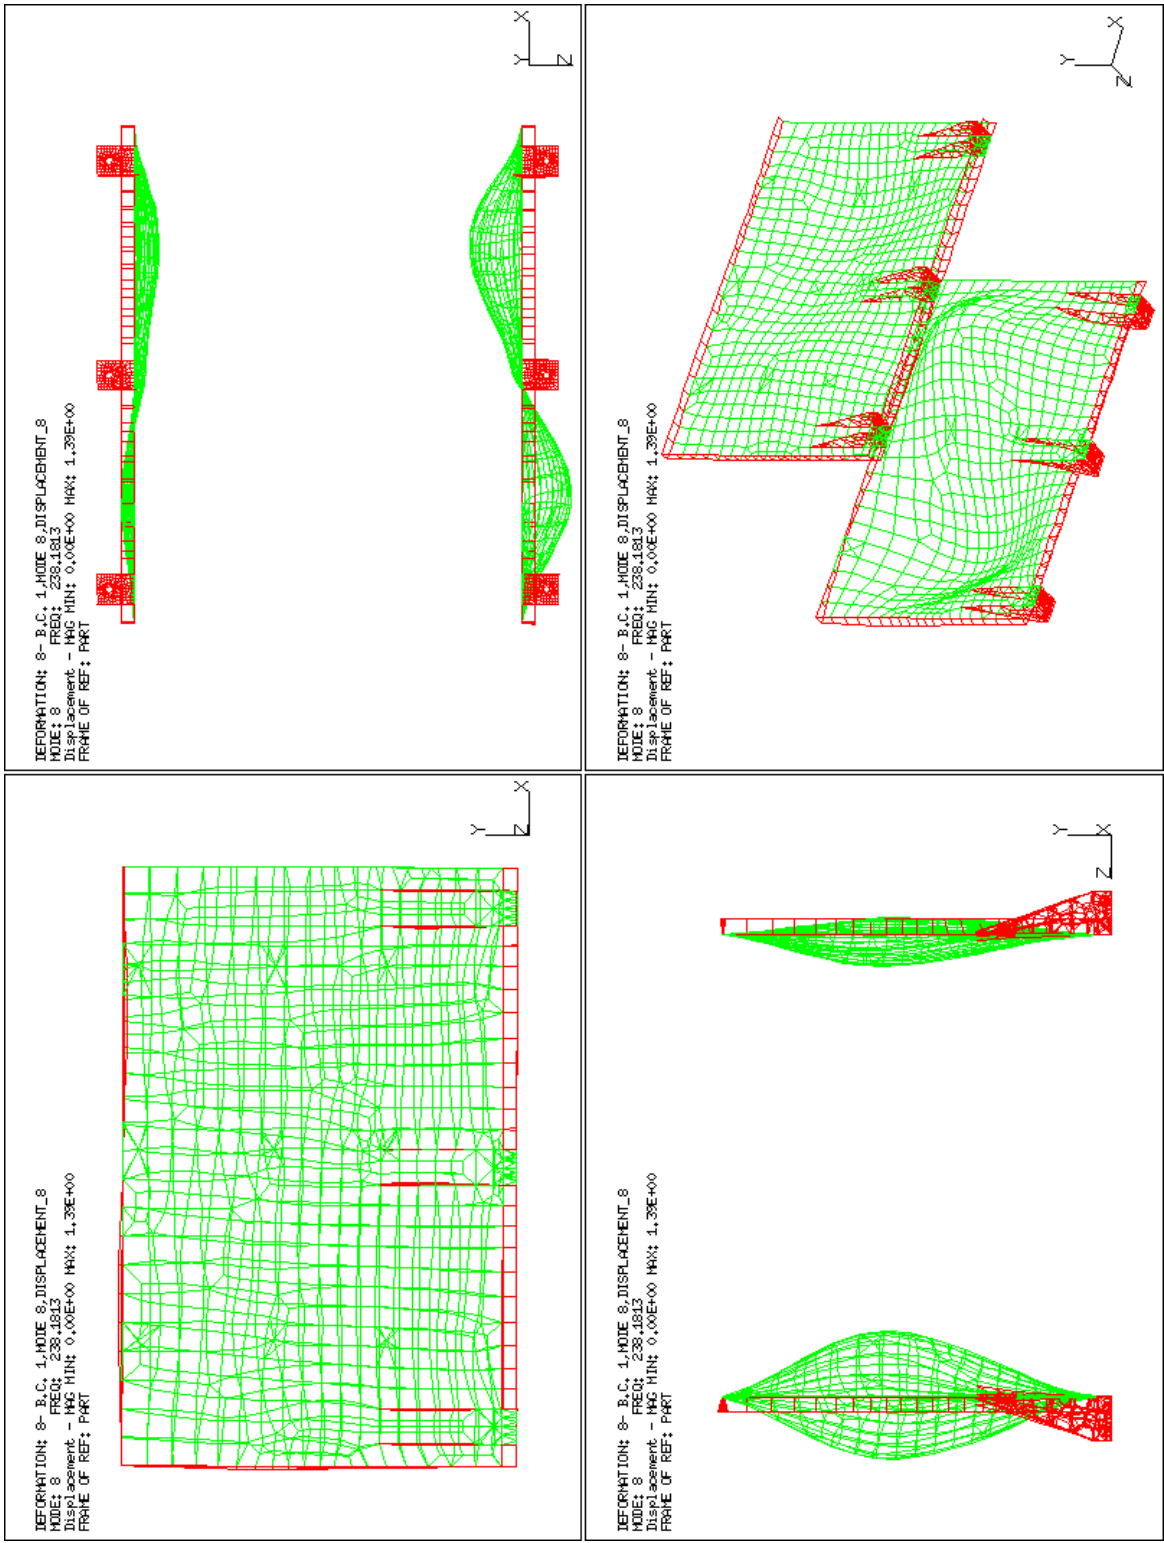 DEFORMATION: 8- B.C. 1,MODE 8,DISPLACEMENT_8
MODE: 8 FREQ: 238.1813
Displacement - MAG MIN: 0.00E+00 MAX: 1.39E+00
FRAME OF REF: PART
Y
X
Z
DEFORMATION: 8- B.C. 1,MODE 8,DISPLACEMENT_8
MODE: 8 FREQ: 238.1813
Displacement - MAG MIN: 0.00E+00 MAX: 1.39E+00
FRAME OF REF: PART
Y
X
Z
DEFORMATION: 8- B.C. 1,MODE 8,DISPLACEMENT_8
MODE: 8 FREQ: 238.1813
Displacement - MAG MIN: 0.00E+00 MAX: 1.39E+00
FRAME OF REF: PART
Y
Z
X
DEFORMATION: 8- B.C. 1,MODE 8,DISPLACEMENT_8
MODE: 8 FREQ: 238.1813
Displacement - MAG MIN: 0.00E+00 MAX: 1.39E+00
FRAME OF REF: PART
Y
Z
X